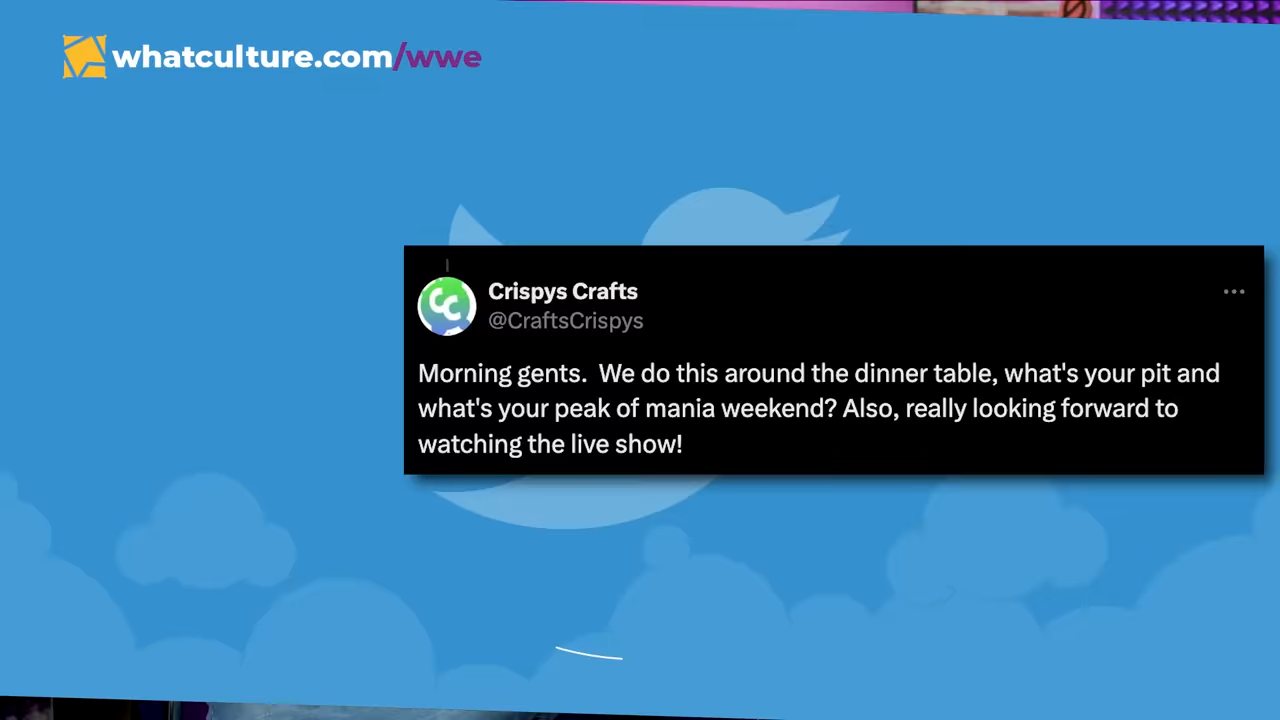 whatculture.com/wwe
Crispys Crafts
@CraftsCrispys
Morning gents.  We do this around the dinner table, what's your pit and
what's your peak of mania weekend? Also, really looking forward to
watching the live show!